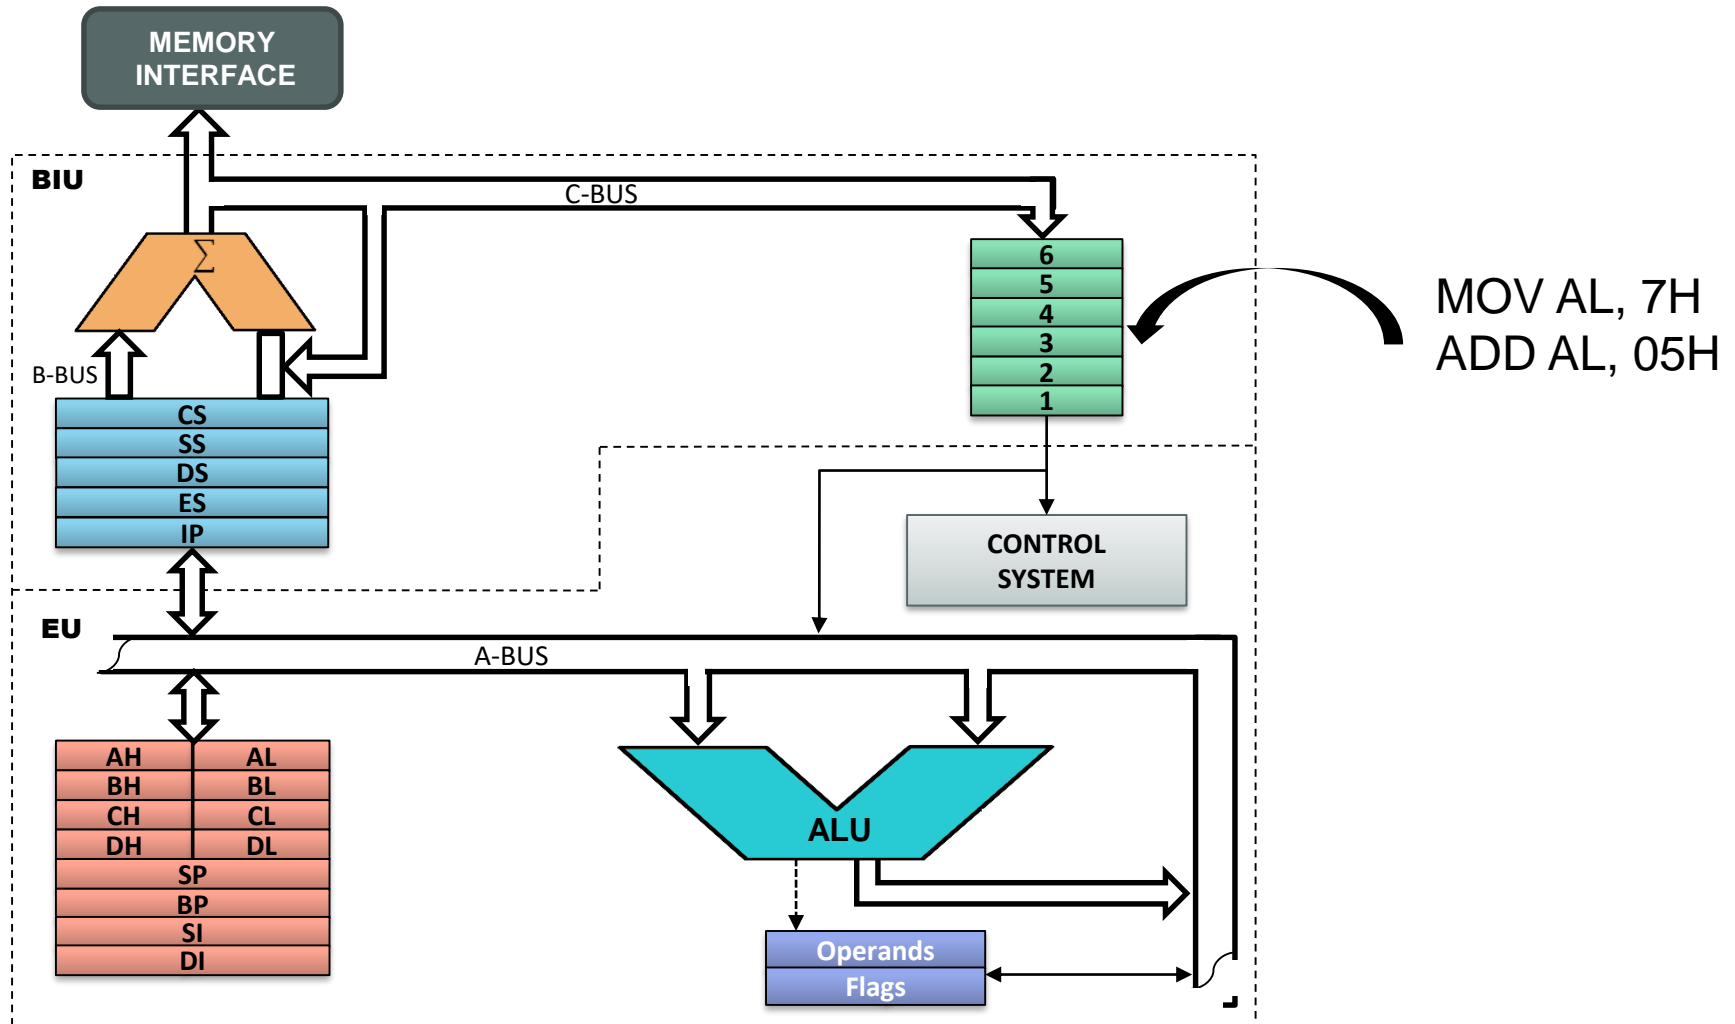 MEMORY
INTERFACE
BIU
C-BUS
Σ
6
5
4
3
2
1
MOV AL, 7H
ADD AL, 05H
B-BUS
CS
SS
DS
ES
IP
CONTROL
SYSTEM
EU
A-BUS
AH AL
BH BL
CH CL
DH DL
SP
BP
SI
DI
ALU
Operands
Flags